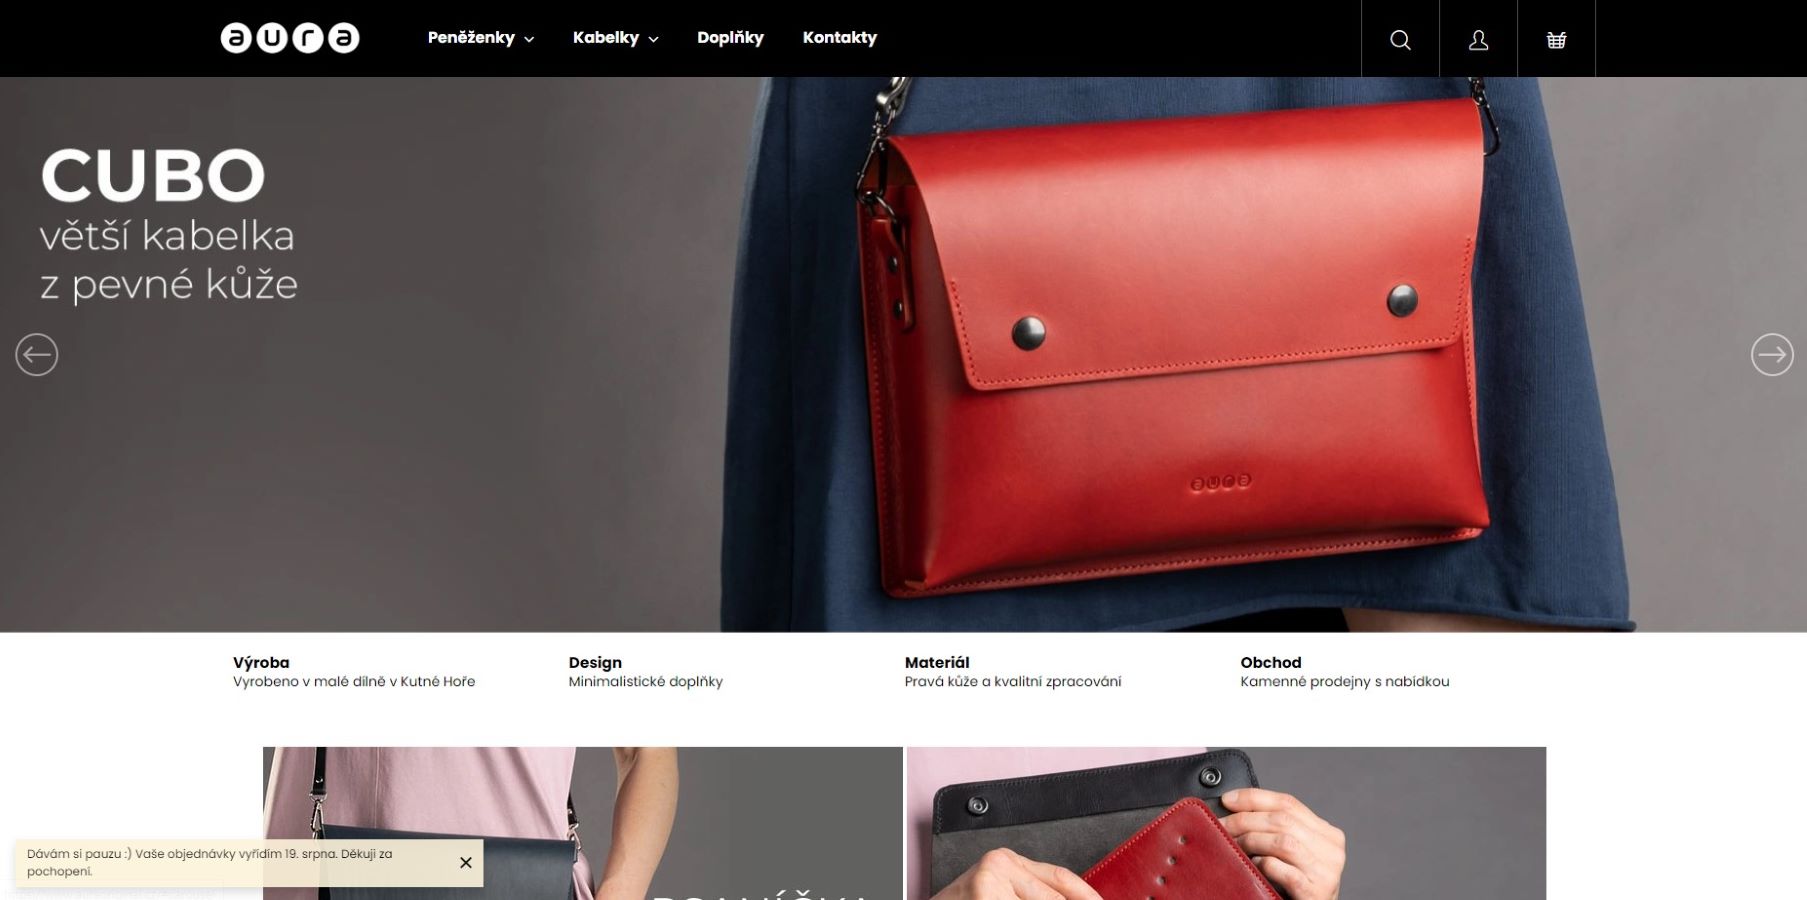 aura
Peněženky
Kabelky
Doplňky
Kontakty
CUBO
větší kabelka
z pevné kůže
aura
Výroba
Vyrobeno v malé dílně v Kutné Hoře
Design
Minimalistické doplňky
Materiál
Pravá kůže a kvalitní zpracování
Obchod
Kamenné prodejny s nabídkou
Dávám si pauzu :) Vaše objednávky vyřídím 19. srpna. Děkuji za
pochopení.